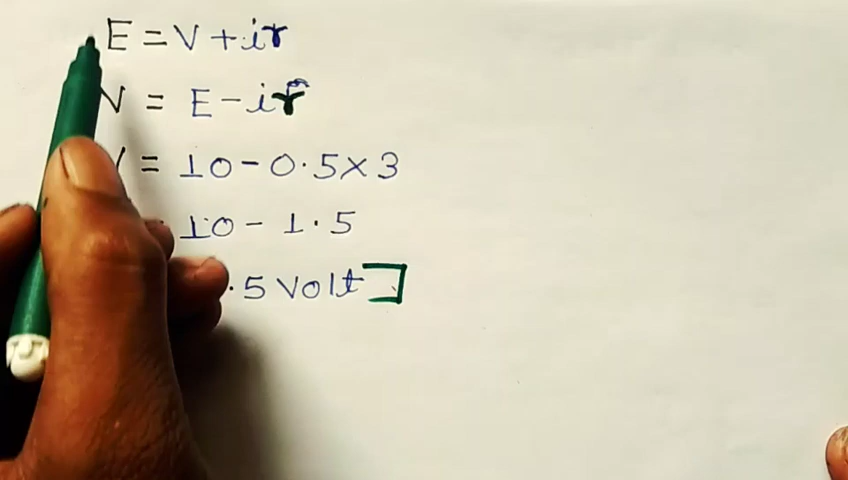 E = V + ir
V = E - ir
V = 10 - 0.5 × 3
10 - 1.5
.5 Volt